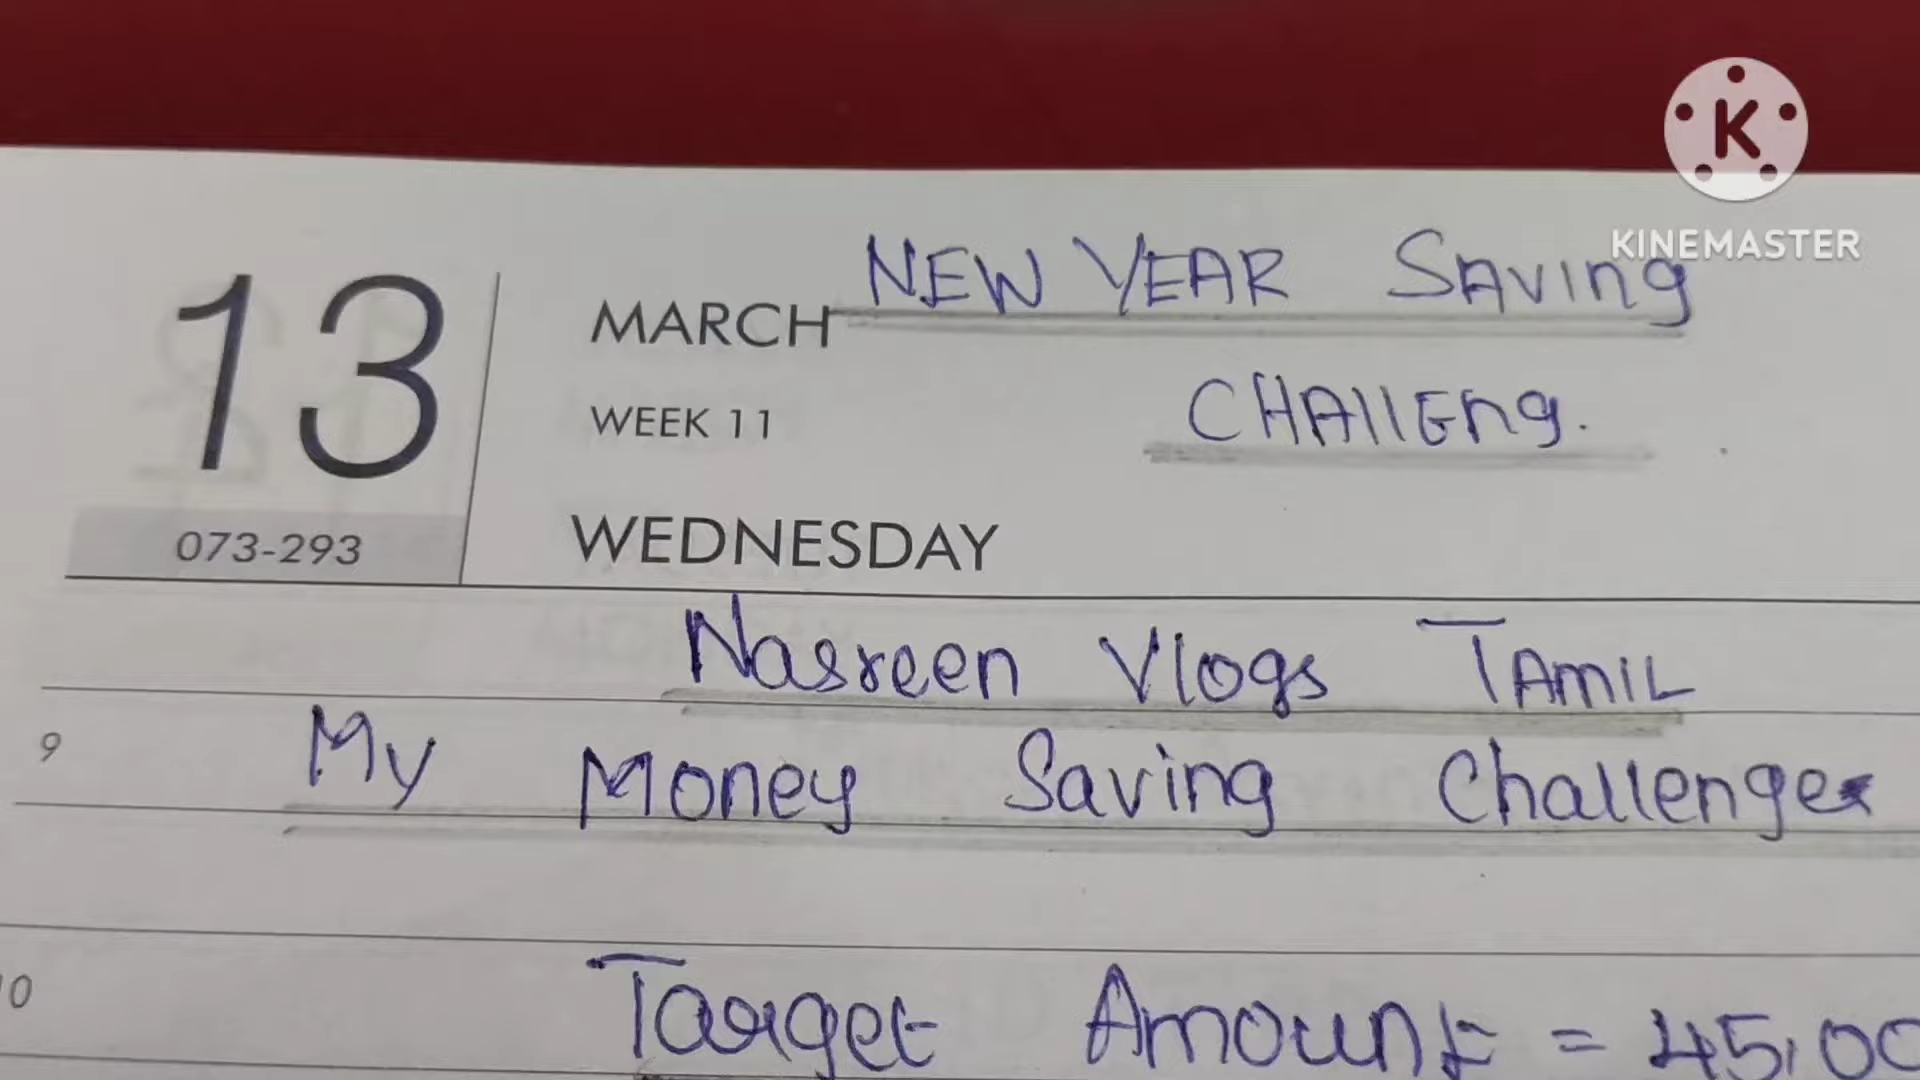 K
KINEMASTER
NEW YEAR SAVING
13
MARCH
WEEK 11
CHAllENg.
073-293
WEDNESDAY
Nasreen Vlogs TAMIL
9
My Money Saving Challenge
10
Target Amount = 45,00